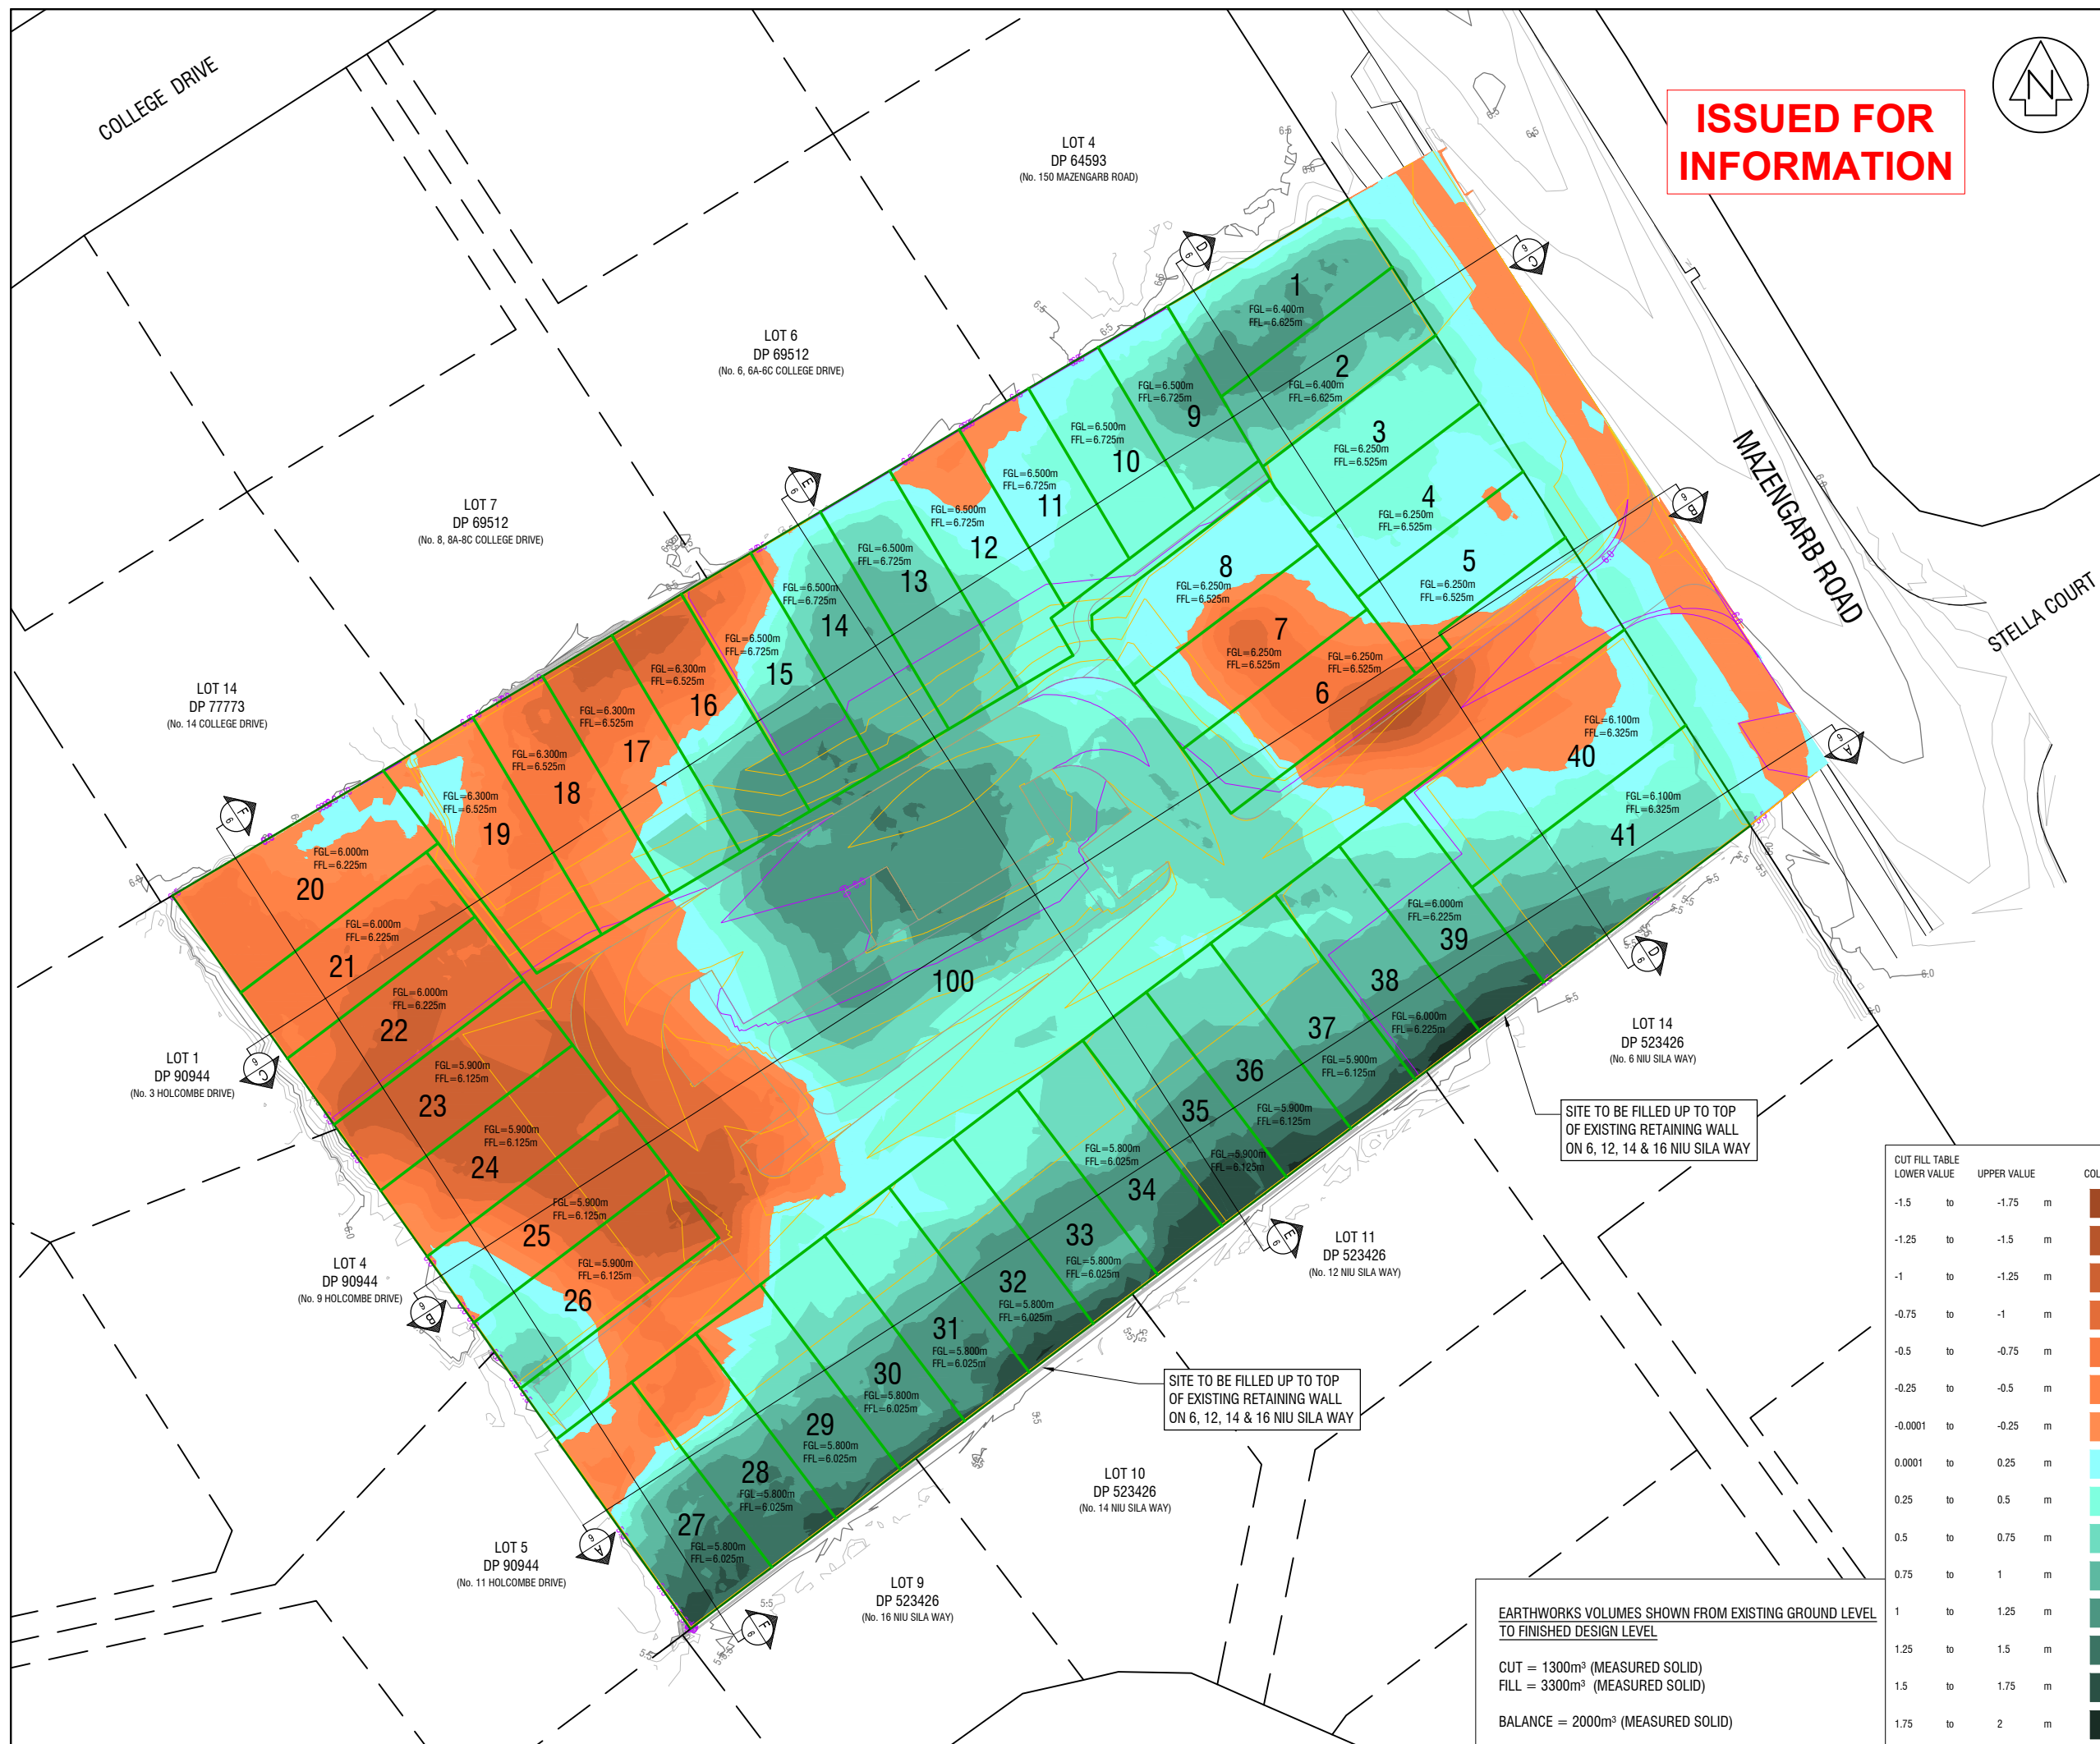 COLLEGE DRIVE
ISSUED FOR
INFORMATION
N
LOT 4
DP 64593
(No. 150 MAZENGARB ROAD)
LOT 6
DP 69512
(No. 6, 6A-6C COLLEGE DRIVE)
LOT 7
DP 69512
(No. 8, 8A-8C COLLEGE DRIVE)
LOT 14
DP 77773
(No. 14 COLLEGE DRIVE)
LOT 1
DP 90944
(No. 3 HOLCOMBE DRIVE)
LOT 4
DP 90944
(No. 9 HOLCOMBE DRIVE)
LOT 5
DP 90944
(No. 11 HOLCOMBE DRIVE)
LOT 9
DP 523426
(No. 16 NIU SILA WAY)
LOT 10
DP 523426
(No. 14 NIU SILA WAY)
LOT 11
DP 523426
(No. 12 NIU SILA WAY)
LOT 14
DP 523426
(No. 6 NIU SILA WAY)
MAZENGARB ROAD
STELLA COURT
1
FGL=6.400m
FFL=6.625m
2
FGL=6.400m
FFL=6.625m
3
FGL=6.250m
FFL=6.525m
4
FGL=6.250m
FFL=6.525m
5
FGL=6.250m
FFL=6.525m
FGL=6.250m
FFL=6.525m
6
7
FGL=6.250m
FFL=6.525m
8
FGL=6.250m
FFL=6.525m
FGL=6.500m
FFL=6.725m
9
FGL=6.500m
FFL=6.725m
10
FGL=6.500m
FFL=6.725m
11
FGL=6.500m
FFL=6.725m
12
FGL=6.500m
FFL=6.725m
13
FGL=6.500m
FFL=6.725m
14
FGL=6.500m
FFL=6.725m
15
FGL=6.300m
FFL=6.525m
16
FGL=6.300m
FFL=6.525m
17
FGL=6.300m
FFL=6.525m
18
FGL=6.300m
FFL=6.525m
19
FGL=6.000m
FFL=6.225m
20
FGL=6.000m
FFL=6.225m
21
FGL=6.000m
FFL=6.225m
22
FGL=5.900m
FFL=6.125m
23
FGL=5.900m
FFL=6.125m
24
FGL=5.900m
FFL=6.125m
25
FGL=5.900m
FFL=6.125m
26
27
FGL=5.800m
FFL=6.025m
28
FGL=5.800m
FFL=6.025m
29
FGL=5.800m
FFL=6.025m
30
FGL=5.800m
FFL=6.025m
31
FGL=5.800m
FFL=6.025m
32
FGL=5.800m
FFL=6.025m
33
FGL=5.800m
FFL=6.025m
FGL=5.800m
FFL=6.025m
34
35
FGL=5.900m
FFL=6.125m
36
FGL=5.900m
FFL=6.125m
37
FGL=5.900m
FFL=6.125m
38
FGL=6.000m
FFL=6.225m
FGL=6.000m
FFL=6.225m
39
FGL=6.100m
FFL=6.325m
40
FGL=6.100m
FFL=6.325m
41
100
A
6
A
6
B
6
B
6
C
6
C
6
D
6
D
6
E
6
E
6
F
6
F
6
SITE TO BE FILLED UP TO TOP
OF EXISTING RETAINING WALL
ON 6, 12, 14 & 16 NIU SILA WAY
SITE TO BE FILLED UP TO TOP
OF EXISTING RETAINING WALL
ON 6, 12, 14 & 16 NIU SILA WAY
CUT FILL TABLE
LOWER VALUE UPPER VALUE COL
-1.5 to -1.75 m
-1.25 to -1.5 m
-1 to -1.25 m
-0.75 to -1 m
-0.5 to -0.75 m
-0.25 to -0.5 m
-0.0001 to -0.25 m
0.0001 to 0.25 m
0.25 to 0.5 m
0.5 to 0.75 m
0.75 to 1 m
1 to 1.25 m
1.25 to 1.5 m
1.5 to 1.75 m
1.75 to 2 m
EARTHWORKS VOLUMES SHOWN FROM EXISTING GROUND LEVEL
TO FINISHED DESIGN LEVEL
CUT = 1300m³ (MEASURED SOLID)
FILL = 3300m³ (MEASURED SOLID)
BALANCE = 2000m³ (MEASURED SOLID)